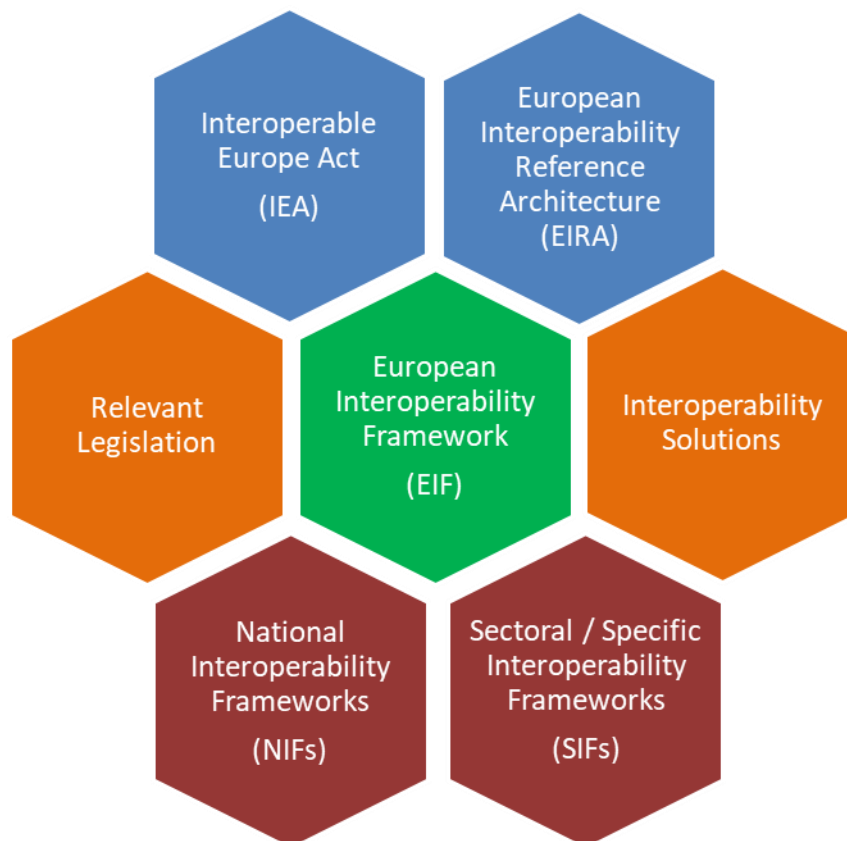 Interoperable
Europe Act
(IEA)
European
Interoperability
Reference
Architecture
(EIRA)
Relevant
Legislation
European
Interoperability
Framework
(EIF)
Interoperability
Solutions
National
Interoperability
Frameworks
(NIFs)
Sectoral / Specific
Interoperability
Frameworks
(SIFs)